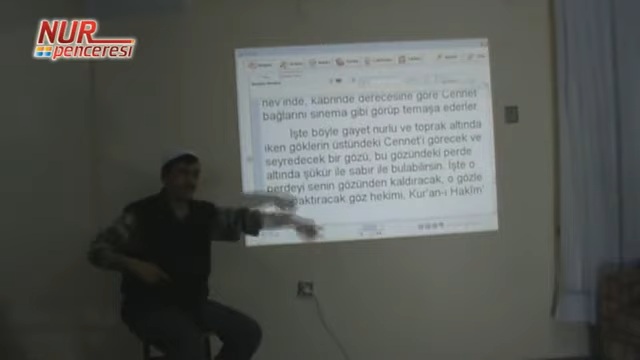 NUR
penceresi
nev'inde, kabrinde derecesine göre Cennet
bağlarını sinema gibi görüp temaşa ederler
İşte böyle gayet nurlu ve toprak altında
iken göklerin üstündeki Cennet'i görecek ve
seyredecek bir gözü, bu gözündeki perde
altında şükür ile sabır ile bulabilirsin. İşte o
perdeyi senin gözünden kaldıracak, o gözle
baktıracak göz hekimi, Kur'an-ı Hakîm'